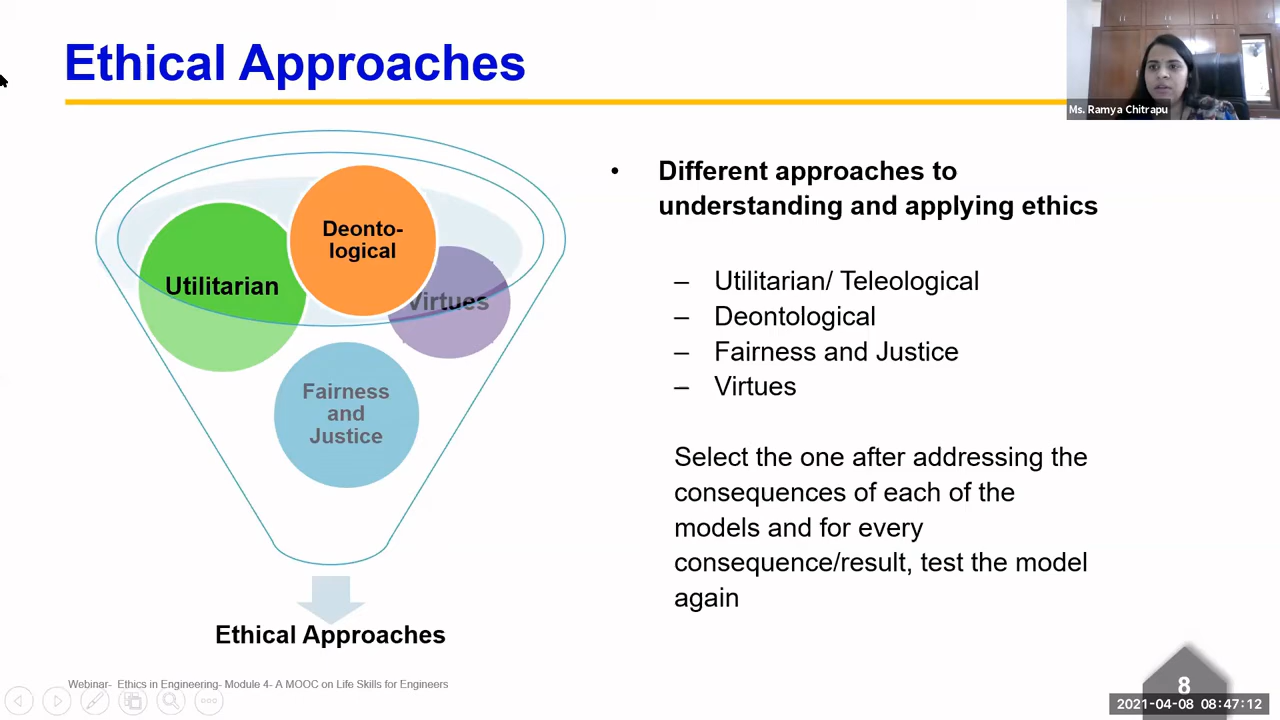 Ethical Approaches
Ms. Ramya Chitrapu
Deonto-
logical
Utilitarian
Virtues
Fairness
and
Justice
Ethical Approaches
• Different approaches to
understanding and applying ethics
– Utilitarian/ Teleological
– Deontological
– Fairness and Justice
– Virtues
Select the one after addressing the
consequences of each of the
models and for every
consequence/result, test the model
again
Webinar- Ethics in Engineering- Module 4- A MOOC on Life Skills for Engineers
8
2021-04-08 08:47:12